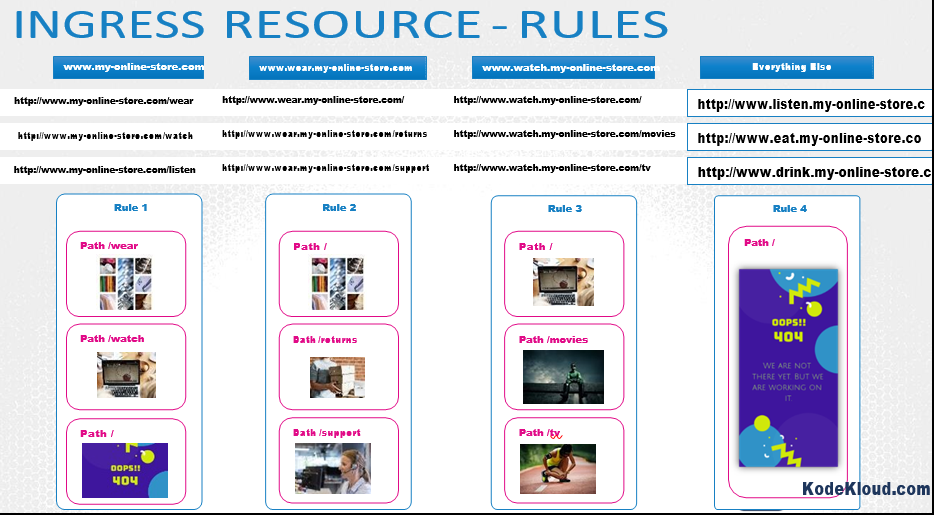 INGRESS RESOURCE - RULES
www.my-online-store.com
www.wear.my-online-store.com
www.watch.my-online-store.com
Everything Else
http://www.my-online-store.com/wear
http://www.wear.my-online-store.com/
http://www.watch.my-online-store.com/
http://www.listen.my-online-store.c
http://www.my-online-store.com/watch
http://www.wear.my-online-store.com/returns
http://www.watch.my-online-store.com/movies
http://www.eat.my-online-store.co
http://www.my-online-store.com/listen
http://www.wear.my-online-store.com/support
http://www.watch.my-online-store.com/tv
http://www.drink.my-online-store.c
Rule 1
Path /wear
Path /watch
Path /
OOPS!!
404
Rule 2
Path /
Path /returns
Path /support
Rule 3
Path /
Path /movies
Path /tv
Rule 4
Path /
OOPS!!
404
WE ARE NOT
THERE YET BUT WE
ARE WORKING ON
IT
KodeKloud.com